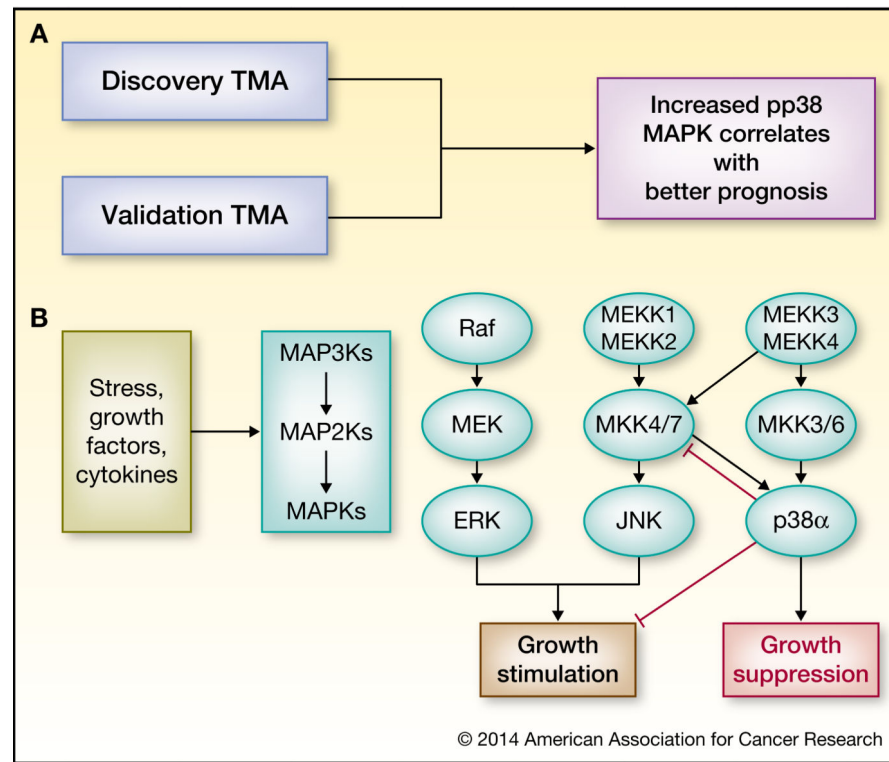 A
Discovery TMA
Validation TMA
Increased pp38
MAPK correlates
with
better prognosis
B
Stress,
growth
factors,
cytokines
MAP3Ks
MAP2Ks
MAPKs
Raf
MEK
ERK
MEKK1
MEKK2
MKK4/7
JNK
MEKK3
MEKK4
MKK3/6
p38α
Growth
stimulation
Growth
suppression
© 2014 American Association for Cancer Research